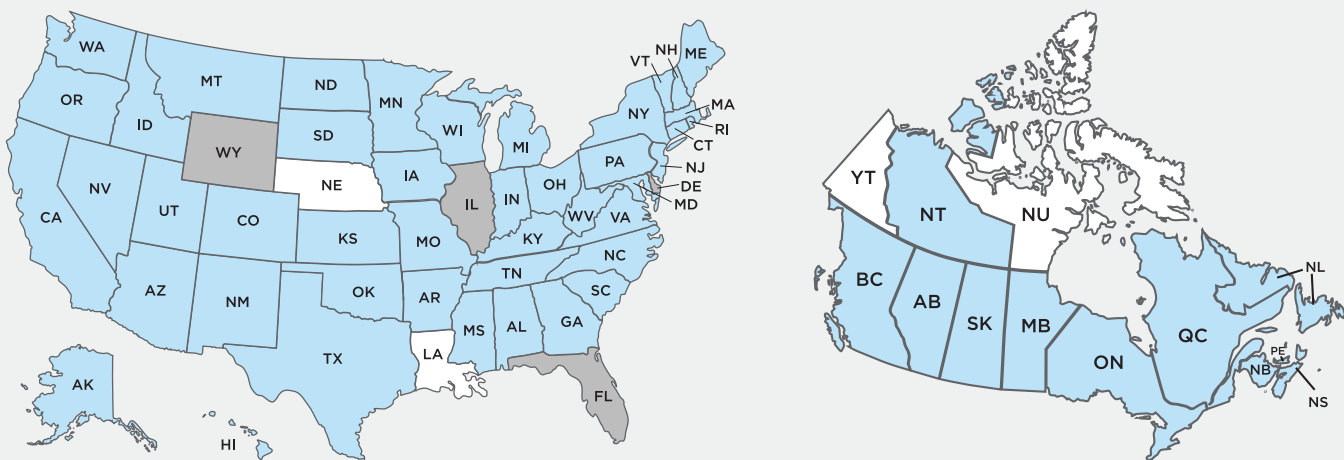 WA
MT
ND
MN
VT
NH
ME
OR
ID
WY
SD
WI
MI
NY
MA
RI
CT
NV
UT
CO
NE
IA
IL
IN
OH
PA
NJ
DE
MD
CA
AZ
NM
KS
MO
KY
WV
VA
OK
AR
TN
NC
SC
TX
LA
MS
AL
GA
FL
AK
HI
YT
NT
NU
BC
AB
SK
MB
ON
QC
NL
PE
NB
NS